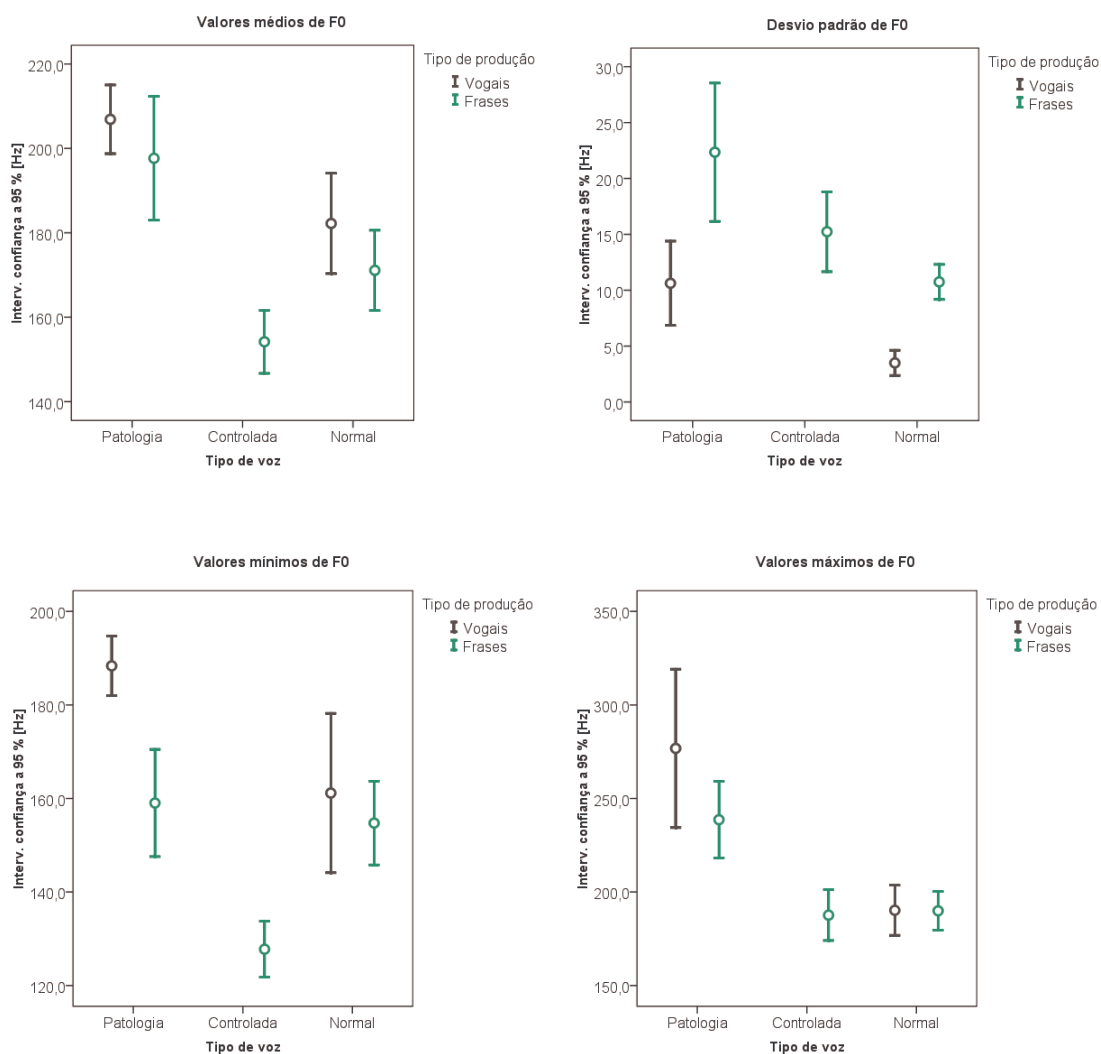 Valores médios de F0
Interv. confiança a 95 % [Hz]
220,0
200,0
180,0
160,0
140,0
Patologia Controlada Normal
Tipo de voz
Tipo de produção
Vogais
Frases
Desvio padrão de F0
Interv. confiança a 95 % [Hz]
30,0
25,0
20,0
15,0
10,0
5,0
0,0
Patologia Controlada Normal
Tipo de voz
Tipo de produção
Vogais
Frases
Valores mínimos de F0
Interv. confiança a 95 % [Hz]
200,0
180,0
160,0
140,0
120,0
Patologia Controlada Normal
Tipo de voz
Tipo de produção
Vogais
Frases
Valores máximos de F0
Interv. confiança a 95 % [Hz]
350,0
300,0
250,0
200,0
150,0
Patologia Controlada Normal
Tipo de voz
Tipo de produção
Vogais
Frases